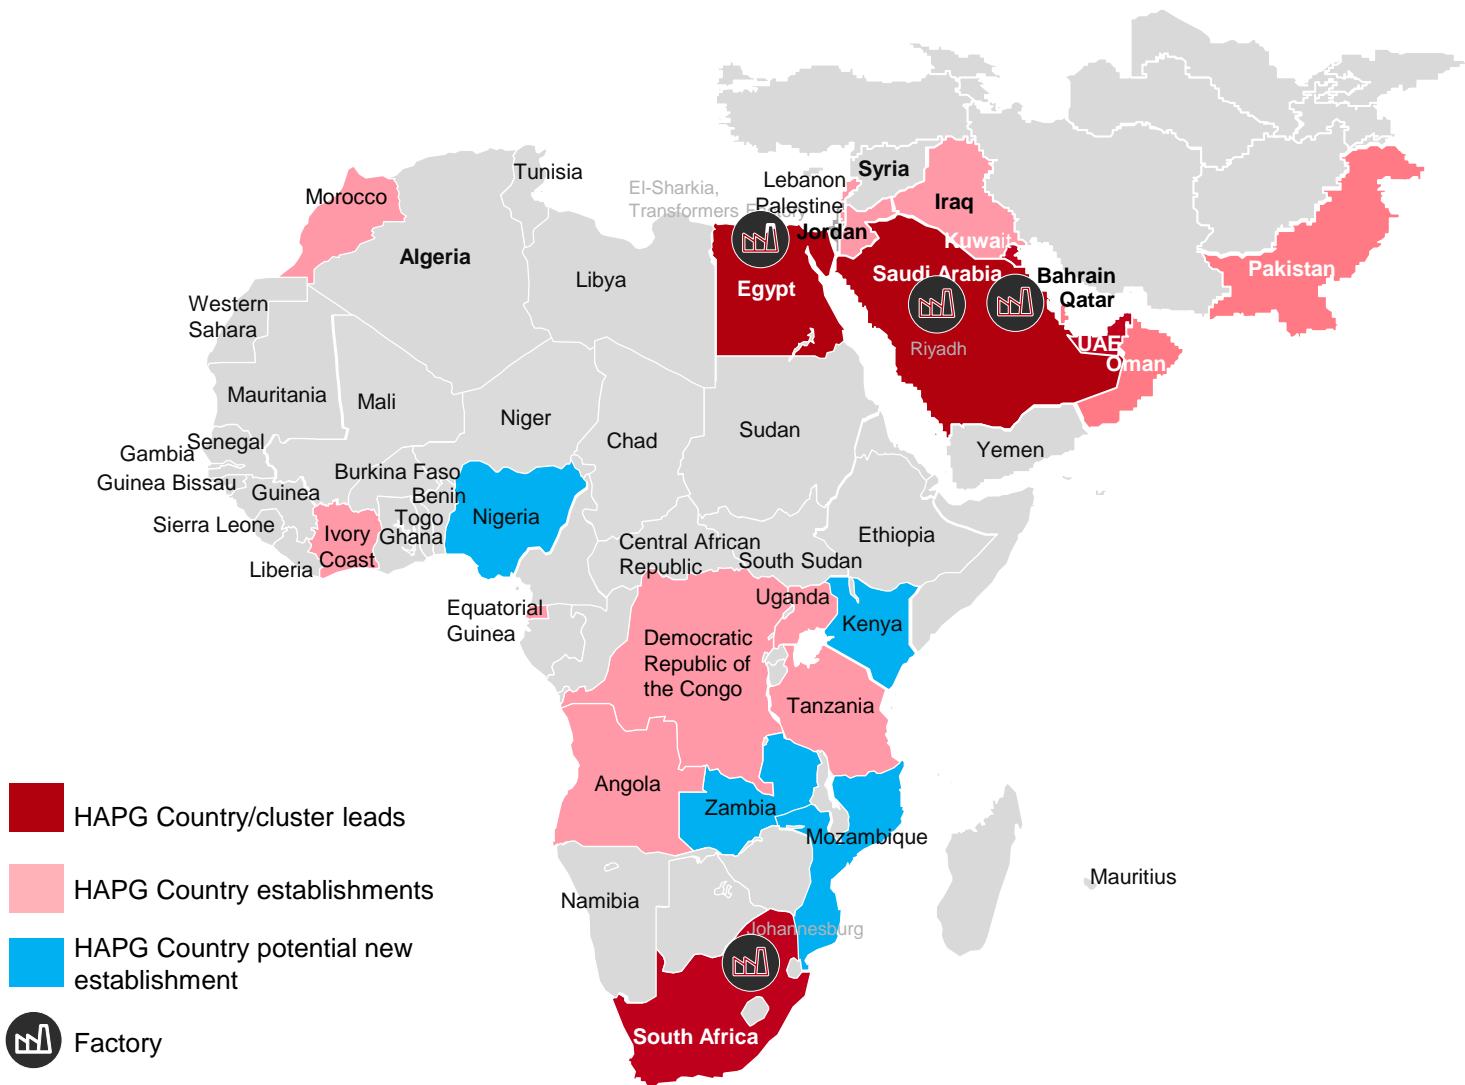 Syria
Lebanon
Tunisia
El-Sharkia,
Transformers Factory
Morocco
Palestine
Iraq
Jordan
Kuwait
Algeria
Pakistan
Saudi Arabia
Bahrain
Libya
Egypt
Qatar
Western
Sahara
UAE
Riyadh
Oman
Mauritania
Mali
Niger
Chad
Sudan
Senegal
Yemen
Gambia
Burkina Faso
Guinea Bissau
Guinea
Benin
Togo
Nigeria
Sierra Leone
Ivory
Coast
Ghana
Ethiopia
Central African
Republic
South Sudan
Liberia
Uganda
Equatorial
Guinea
Kenya
Democratic
Republic of
the Congo
Tanzania
Angola
Zambia
Mozambique
HAPG Country/cluster leads
Mauritius
HAPG Country establishments
Namibia
Johannesburg
HAPG Country potential new
establishment
South Africa
Factory